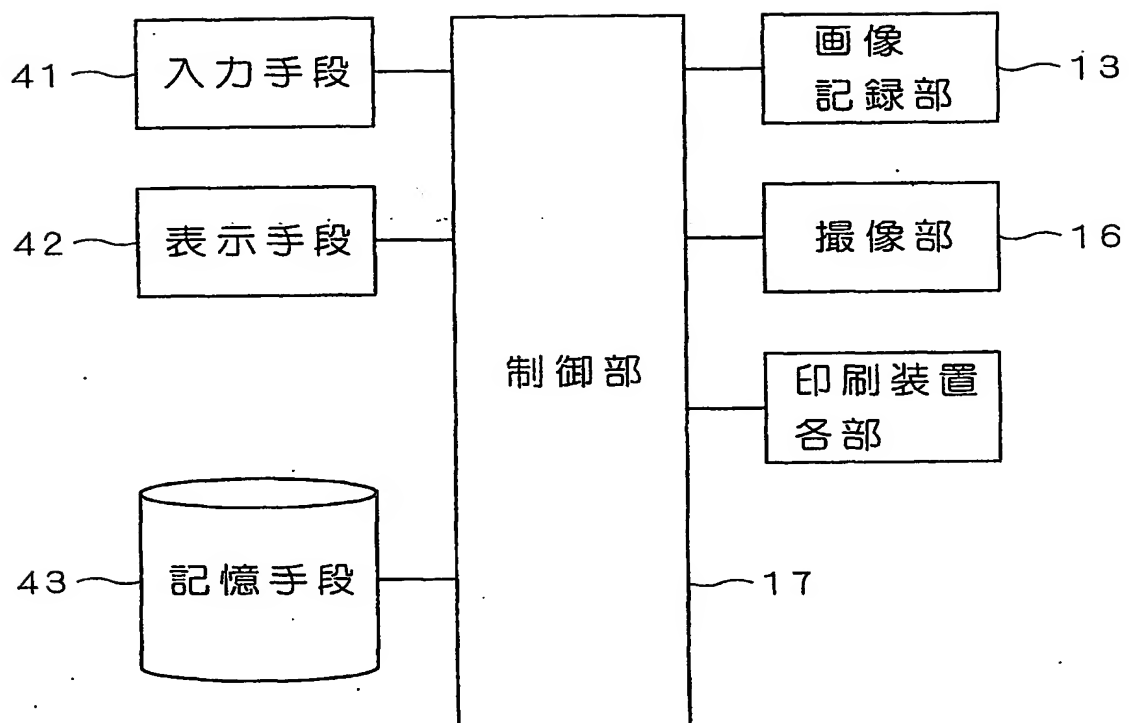 41
入力手段
42
表示手段
43
記憶手段
制御部
17
画像
記録部
13
撮像部
16
印刷装置
各部